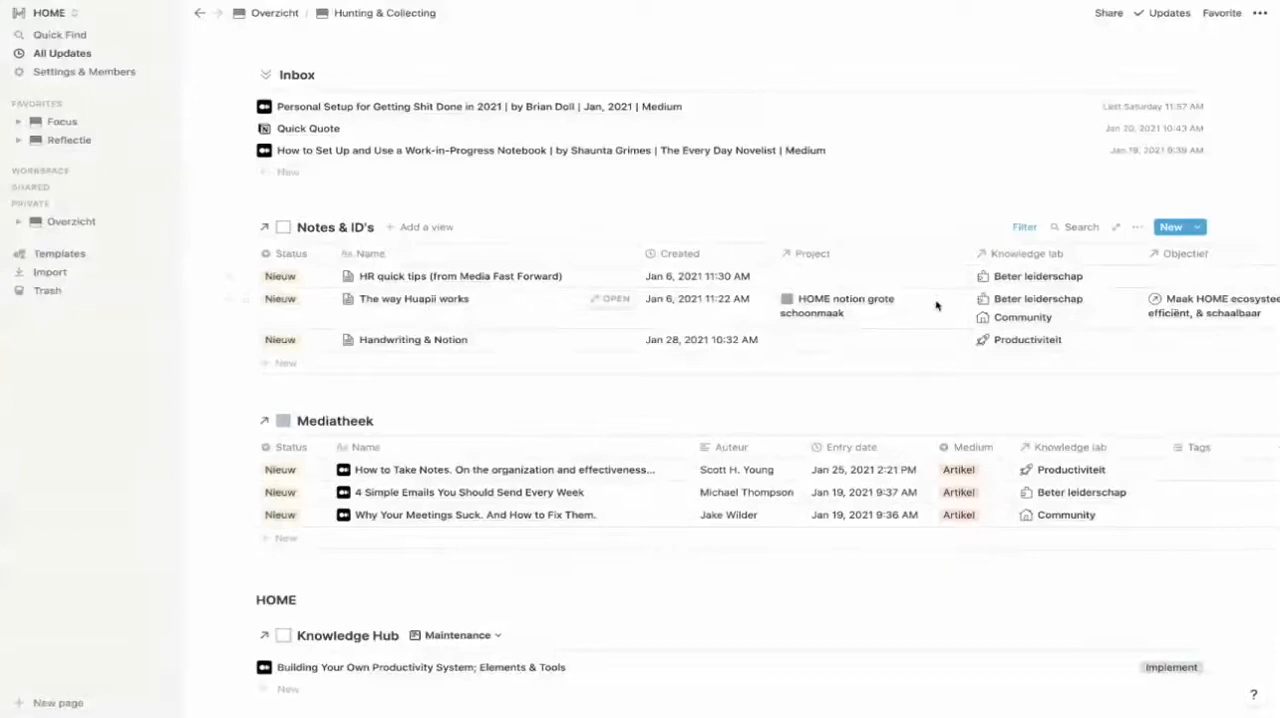 HOME
Overzicht / Hunting & Collecting
Share Updates Favorite
Quick Find
All Updates
Settings & Members
FAVORITES
Focus
Reflectie
WORKSPACE
SHARED
PRIVATE
Overzicht
Templates
Import
Trash
New page
Inbox
Personal Setup for Getting Shit Done in 2021 | by Brian Doll | Jan, 2021 | Medium Last Saturday 11:57 AM
Quick Quote Jan 20, 2021 10:43 AM
How to Set Up and Use a Work-in-Progress Notebook | by Shaunta Grimes | The Every Day Novelist | Medium Jan 19, 2021 9:39 AM
New
Notes & ID's + Add a view Filter Search New
Status Name Created Project Knowledge lab Objectief
Nieuw HR quick tips (from Media Fast Forward) Jan 6, 2021 11:30 AM Beter leiderschap
Nieuw The way Huapii works OPEN Jan 6, 2021 11:22 AM HOME notion grote Beter leiderschap Maak HOME ecosystee
schoonmaak Community efficiënt, & schaalbaar
Nieuw Handwriting & Notion Jan 28, 2021 10:32 AM Productiviteit
+ New
Mediatheek
Status Name Auteur Entry date Medium Knowledge lab Tags
Nieuw How to Take Notes. On the organization and effectiveness... Scott H. Young Jan 25, 2021 2:21 PM Artikel Productiviteit
Nieuw 4 Simple Emails You Should Send Every Week Michael Thompson Jan 19, 2021 9:37 AM Artikel Beter leiderschap
Nieuw Why Your Meetings Suck. And How to Fix Them. Jake Wilder Jan 19, 2021 9:36 AM Artikel Community
+ New
HOME
Knowledge Hub Maintenance
Building Your Own Productivity System; Elements & Tools Implement
New
?